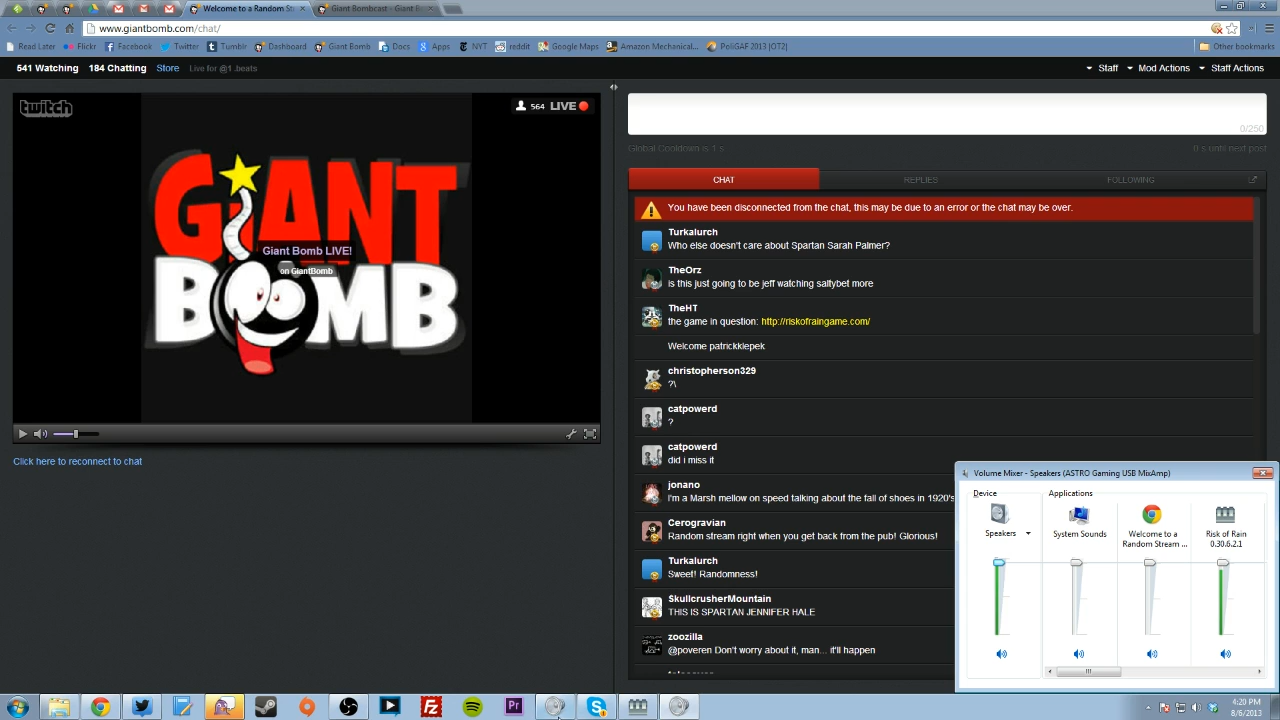 Welcome to a Random St
Giant Bombcast - Giant B
www.giantbomb.com/chat/
Read Later Flickr Facebook Twitter Tumblr Dashboard Giant Bomb Docs Apps NYT reddit Google Maps Amazon Mechanical... PoliGAF 2013 |OT2| Other bookmarks
541 Watching 184 Chatting Store Live for @1 .beats Staff Mod Actions Staff Actions
twitch
564 LIVE
GIANT
BOMB
Giant Bomb LIVE!
on GiantBomb
Click here to reconnect to chat
0/250
Global Cooldown is 1 s 0 s until next post
CHAT REPLIES FOLLOWING
You have been disconnected from the chat, this may be due to an error or the chat may be over.
Turkalurch
Who else doesn't care about Spartan Sarah Palmer?
TheOrz
is this just going to be jeff watching saltybet more
TheHT
the game in question: http://riskofraingame.com/
Welcome patrickklepek
christopherson329
?\
catpowerd
?
catpowerd
did i miss it
jonano
I'm a Marsh mellow on speed talking about the fall of shoes in 1920's
Cerogravian
Random stream right when you get back from the pub! Glorious!
Turkalurch
Sweet! Randomness!
SkullcrusherMountain
THIS IS SPARTAN JENNIFER HALE
zoozilla
@poveren Don't worry about it, man... it'll happen
Volume Mixer - Speakers (ASTRO Gaming USB MixAmp)
Device Applications
Speakers
System Sounds
Welcome to a
Random Stream ...
Risk of Rain
0.30.6.2.1
Pr
4:20 PM
8/6/2013